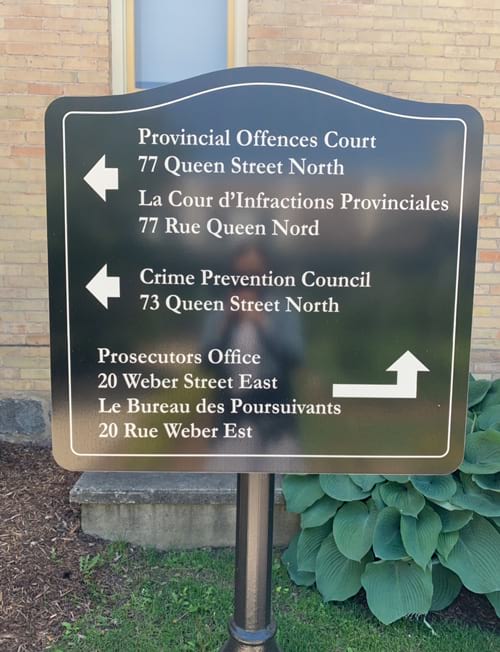 Provincial Offences Court
77 Queen Street North
La Cour d'Infractions Provinciales
77 Rue Queen Nord
Crime Prevention Council
73 Queen Street North
Prosecutors Office
20 Weber Street East
Le Bureau des Poursuivants
20 Rue Weber Est